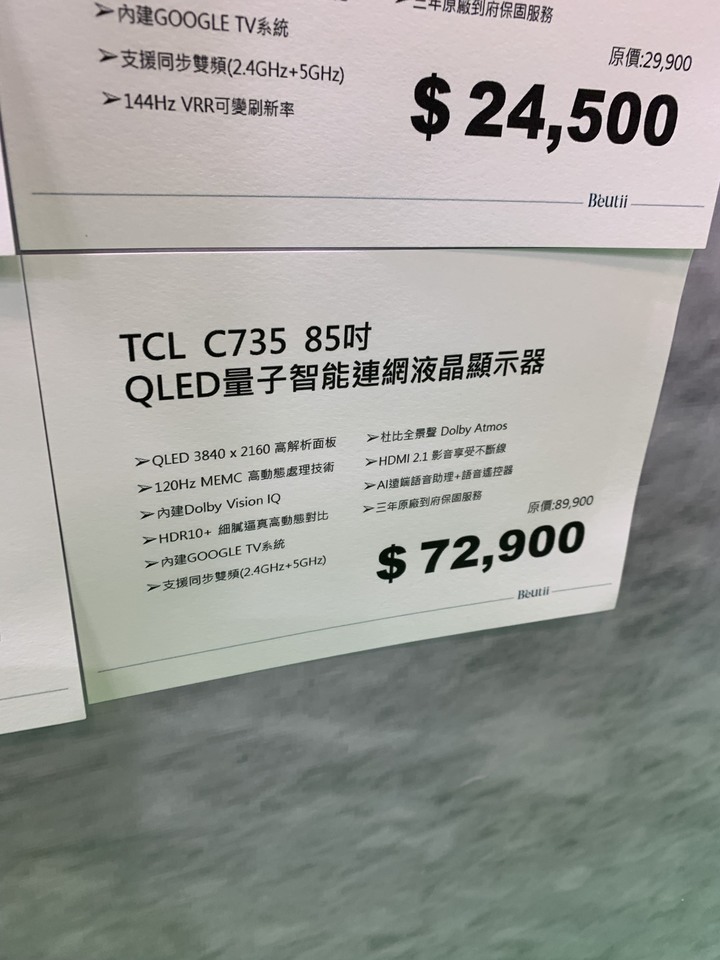 ➢內建GOOGLE TV系統
➢支援同步雙頻(2.4GHz+5GHz)
➢144Hz VRR可變刷新率
➢三年原廠到府保固服務
原價:29,900
$ 24,500
Beutii
TCL C735 85吋
QLED量子智能連網液晶顯示器
➢QLED 3840 x 2160 高解析面板
➢120Hz MEMC 高動態處理技術
➢內建Dolby Vision IQ
➢HDR10+ 細膩逼真高動態對比
➢內建GOOGLE TV系統
➢支援同步雙頻(2.4GHz+5GHz)
➢杜比全景聲 Dolby Atmos
➢HDMI 2.1 影音享受不斷線
➢AI遠端語音助理+語音遙控器
➢三年原廠到府保固服務
原價:89,900
$ 72,900
Beutii